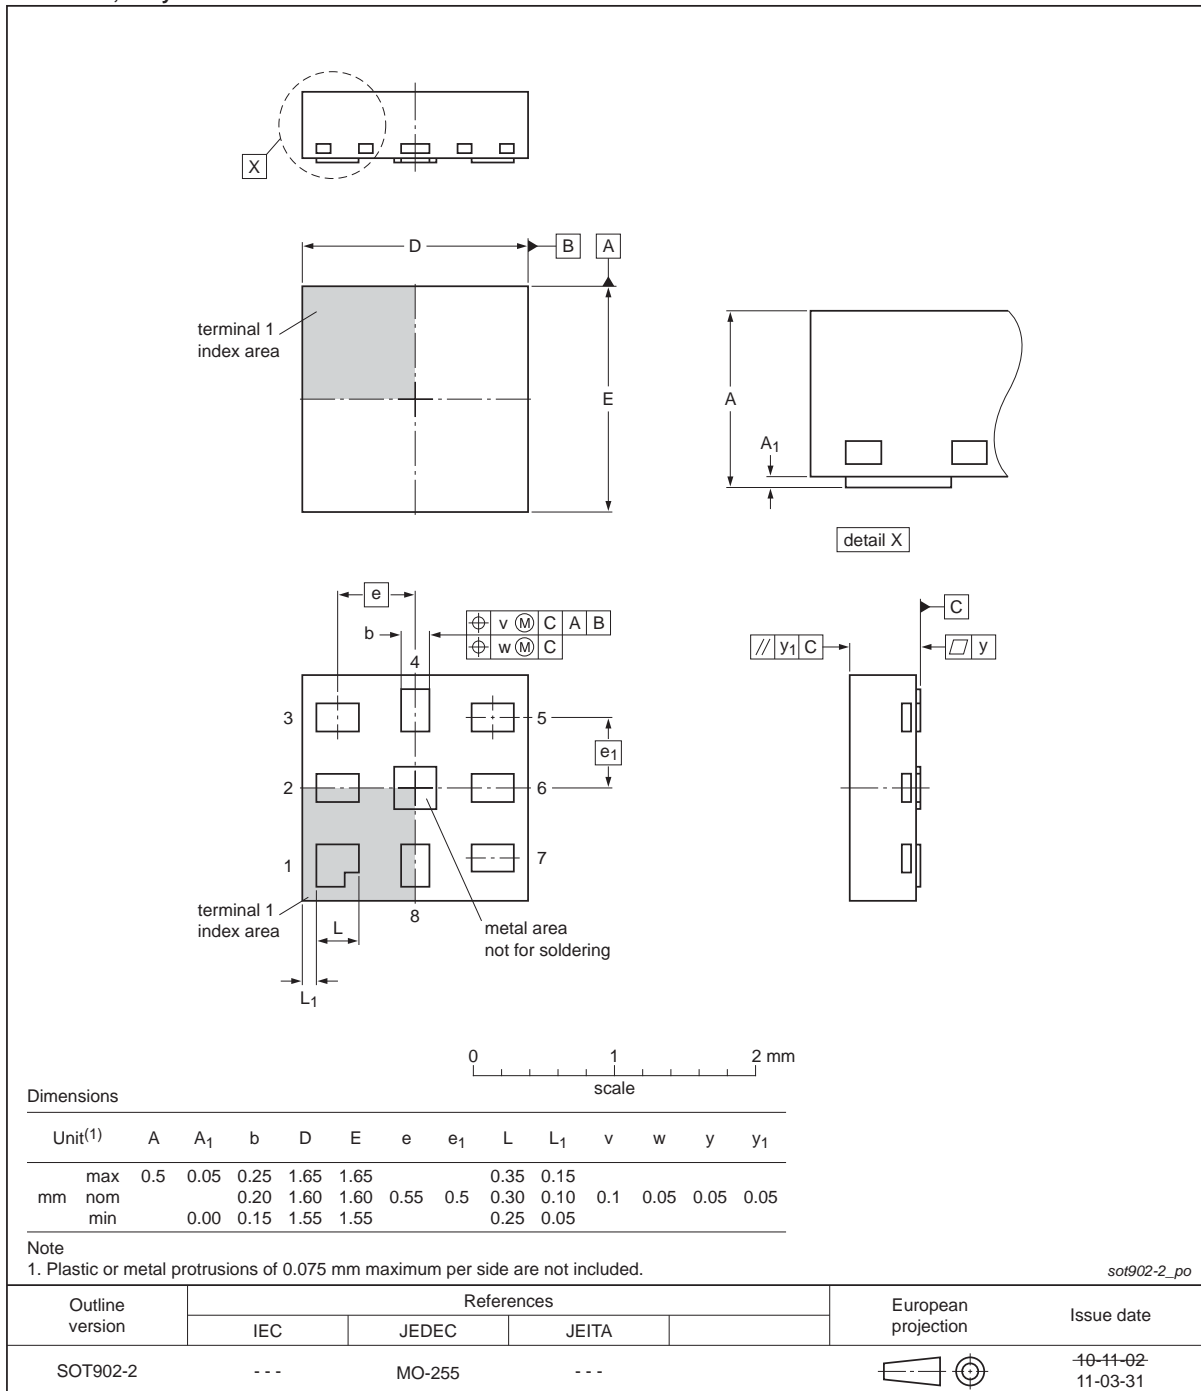 X
D
B
A
terminal 1
index area
E
A
A1
detail X
e
b
v M C A B
w M C
4
3
5
e1
2
6
1
7
terminal 1
index area
L
8
metal area
not for soldering
L1
C
// y1 C
y
0 1 2 mm
scale
Dimensions
Unit(1) A A1 b D E e e1 L L1 v w y y1
max 0.5 0.05 0.25 1.65 1.65 0.35 0.15
mm nom 0.20 1.60 1.60 0.55 0.5 0.30 0.10 0.1 0.05 0.05 0.05
min 0.00 0.15 1.55 1.55 0.25 0.05
Note
1. Plastic or metal protrusions of 0.075 mm maximum per side are not included.
sot902-2_po
Outline version
References
European projection
Issue date
IEC JEDEC JEITA
SOT902-2 - - - MO-255 - - -
10-11-02
11-03-31